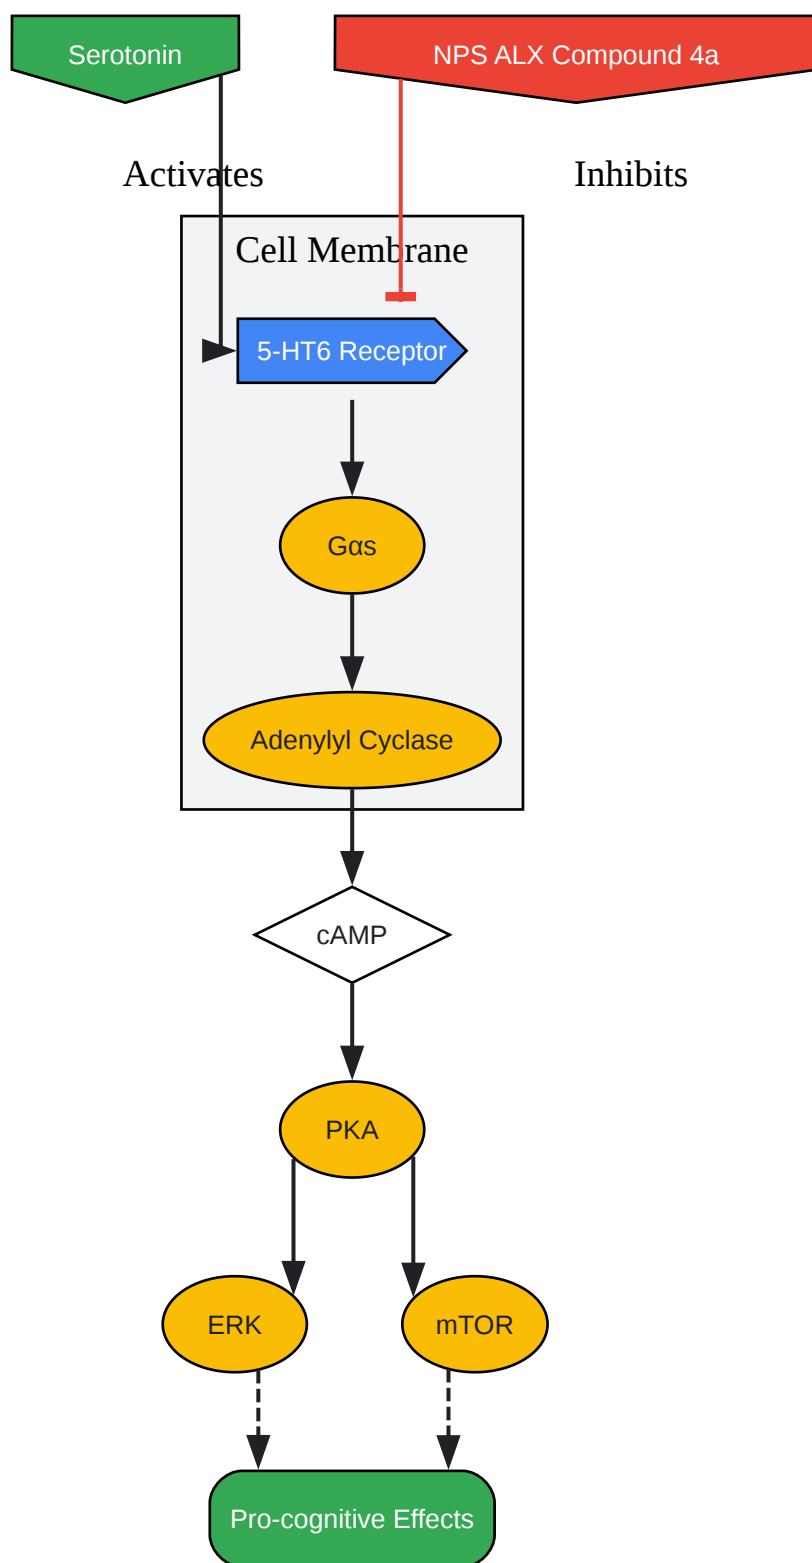 Serotonin
NPS ALX Compound 4a
Activates
Inhibits
Cell Membrane
5-HT6 Receptor
Gαs
Adenylyl Cyclase
cAMP
PKA
ERK
mTOR
Pro-cognitive Effects